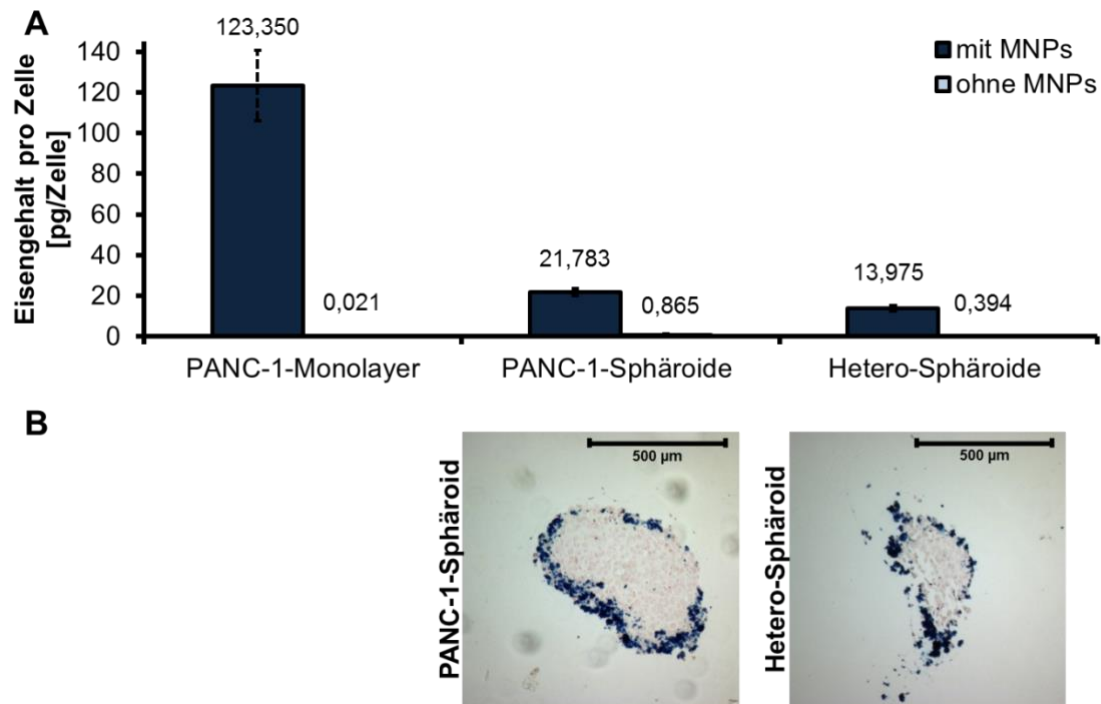 A
123,350
mit MNPs
ohne MNPs
Eisengehalt pro Zelle
[pg/Zelle]
140
120
100
80
60
40
20
0
0,021
21,783
0,865
13,975
0,394
PANC-1-Monolayer
PANC-1-Sphäroide
Hetero-Sphäroide
B
PANC-1-Sphäroid
500 µm
Hetero-Sphäroid
500 µm